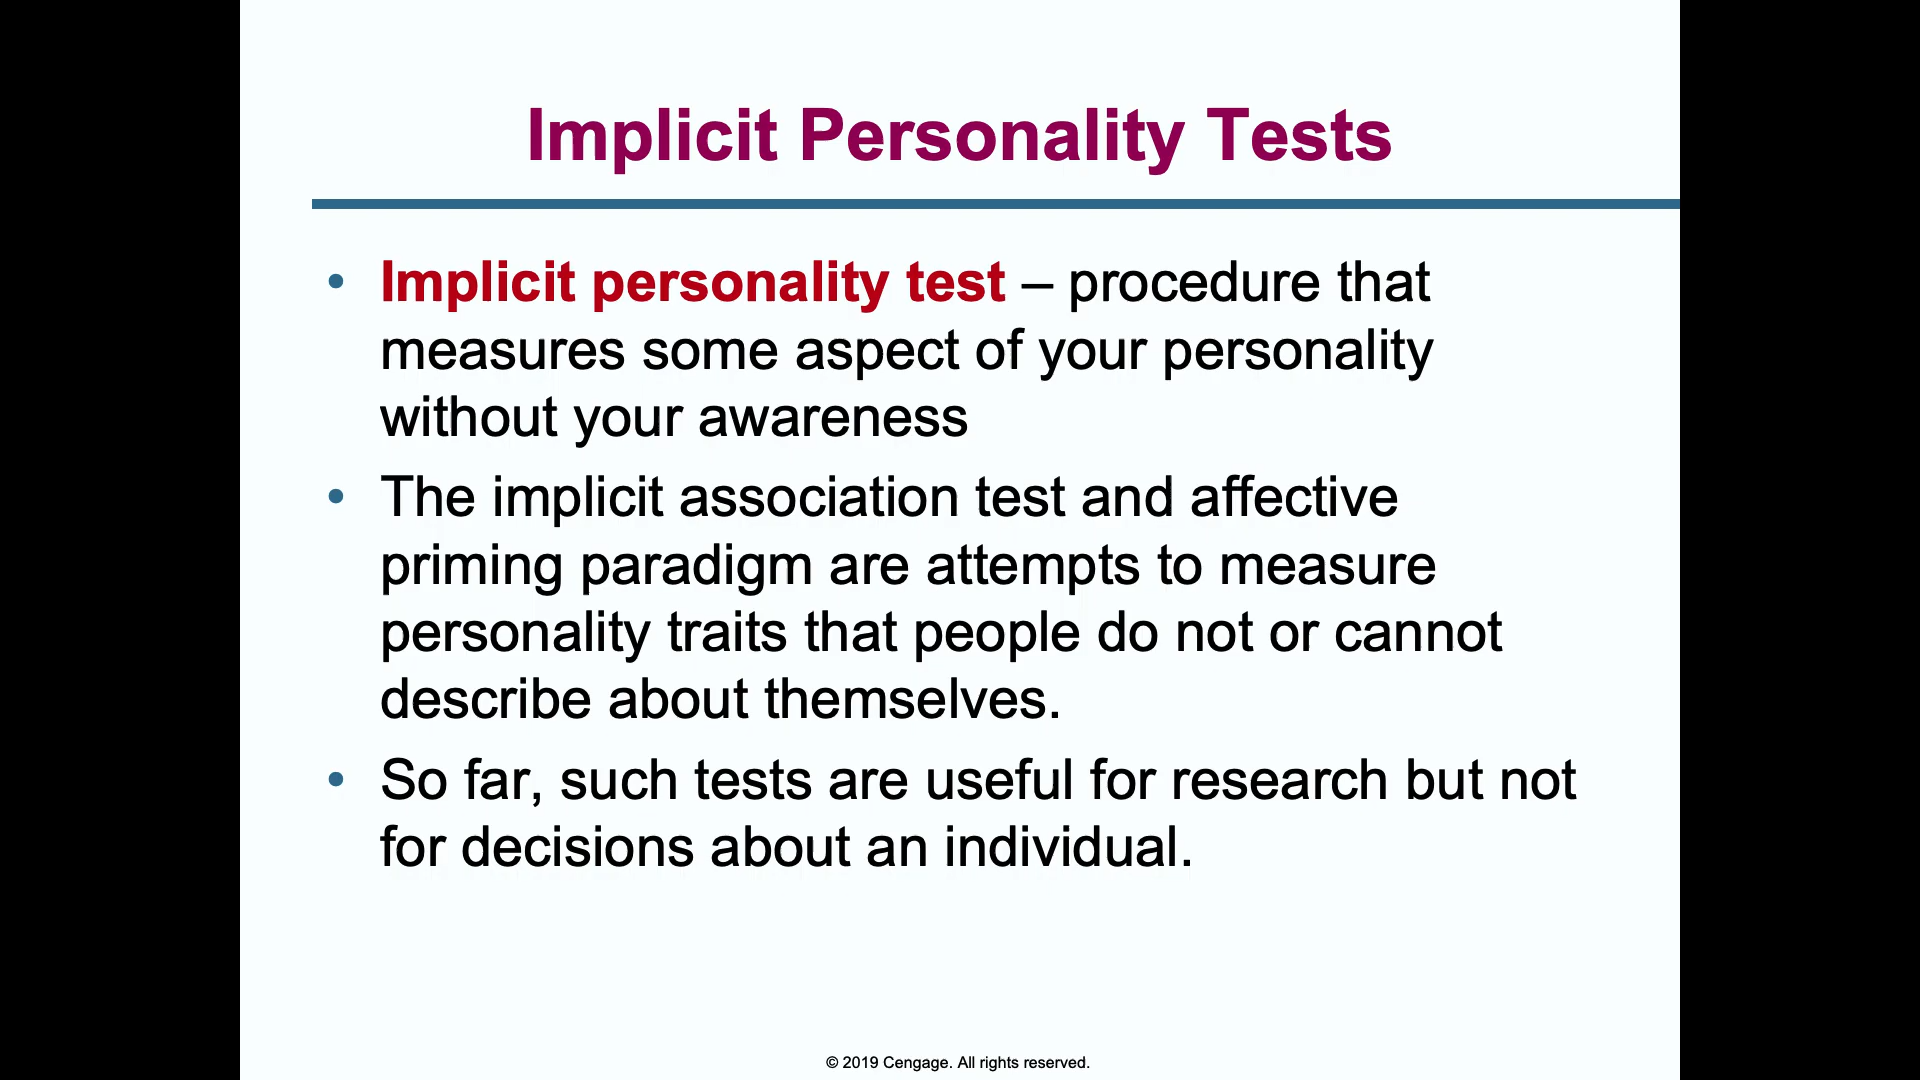 Implicit Personality Tests
• Implicit personality test – procedure that
measures some aspect of your personality
without your awareness
• The implicit association test and affective
priming paradigm are attempts to measure
personality traits that people do not or cannot
describe about themselves.
• So far, such tests are useful for research but not
for decisions about an individual.
© 2019 Cengage. All rights reserved.